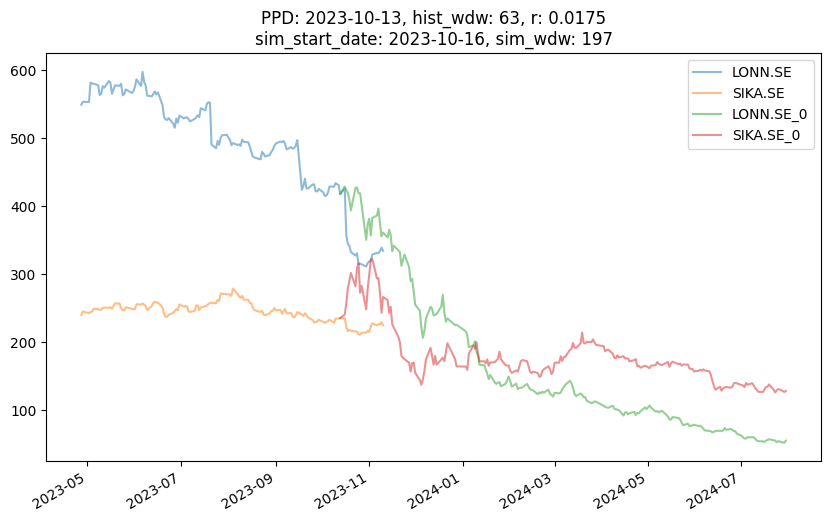 PPD: 2023-10-13, hist_wdw: 63, r: 0.0175
sim_start_date: 2023-10-16, sim_wdw: 197
LONN.SE
SIKA.SE
LONN.SE_0
SIKA.SE_0
600
500
400
300
200
100
2023-05
2023-07
2023-09
2023-11
2024-01
2024-03
2024-05
2024-07